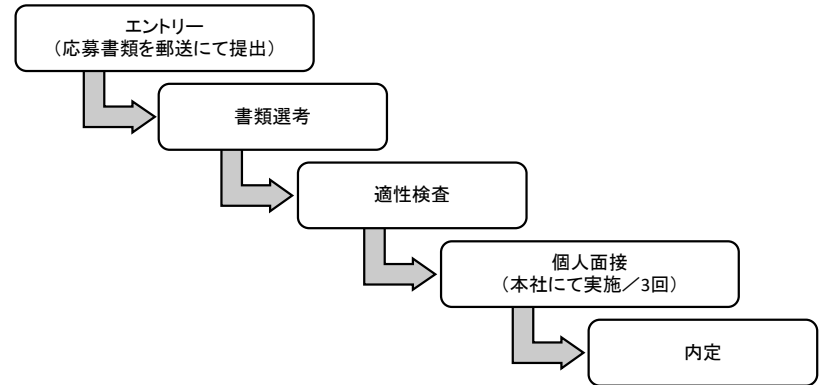 エントリー
（応募書類を郵送にて提出）
書類選考
適性検査
個人面接
（本社にて実施／3回）
内定